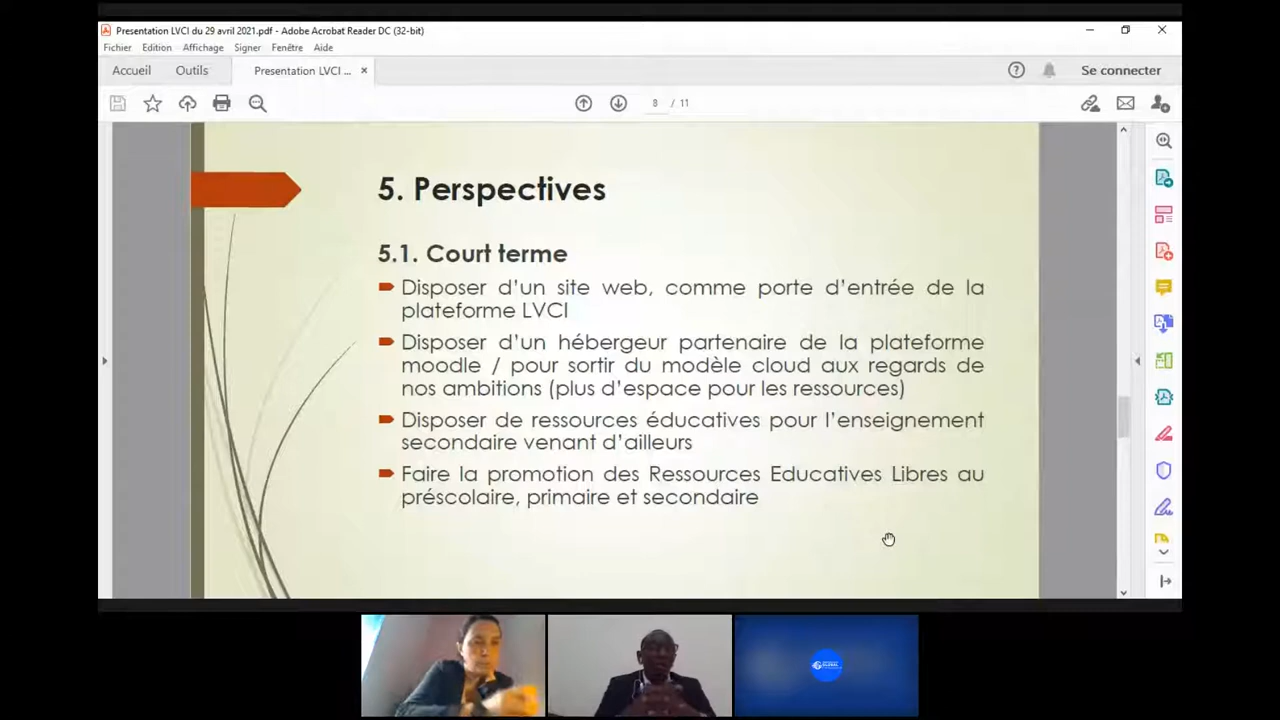 Presentation LVCI du 29 avril 2021.pdf - Adobe Acrobat Reader DC (32-bit)
Fichier Edition Affichage Signer Fenêtre Aide
Accueil Outils Presentation LVCI ... × Se connecter
8 / 11
5. Perspectives
5.1. Court terme
Disposer d'un site web, comme porte d'entrée de la
plateforme LVCI
Disposer d'un hébergeur partenaire de la plateforme
moodle / pour sortir du modèle cloud aux regards de
nos ambitions (plus d'espace pour les ressources)
Disposer de ressources éducatives pour l'enseignement
secondaire venant d'ailleurs
Faire la promotion des Ressources Educatives Libres au
préscolaire, primaire et secondaire
GLOBAL